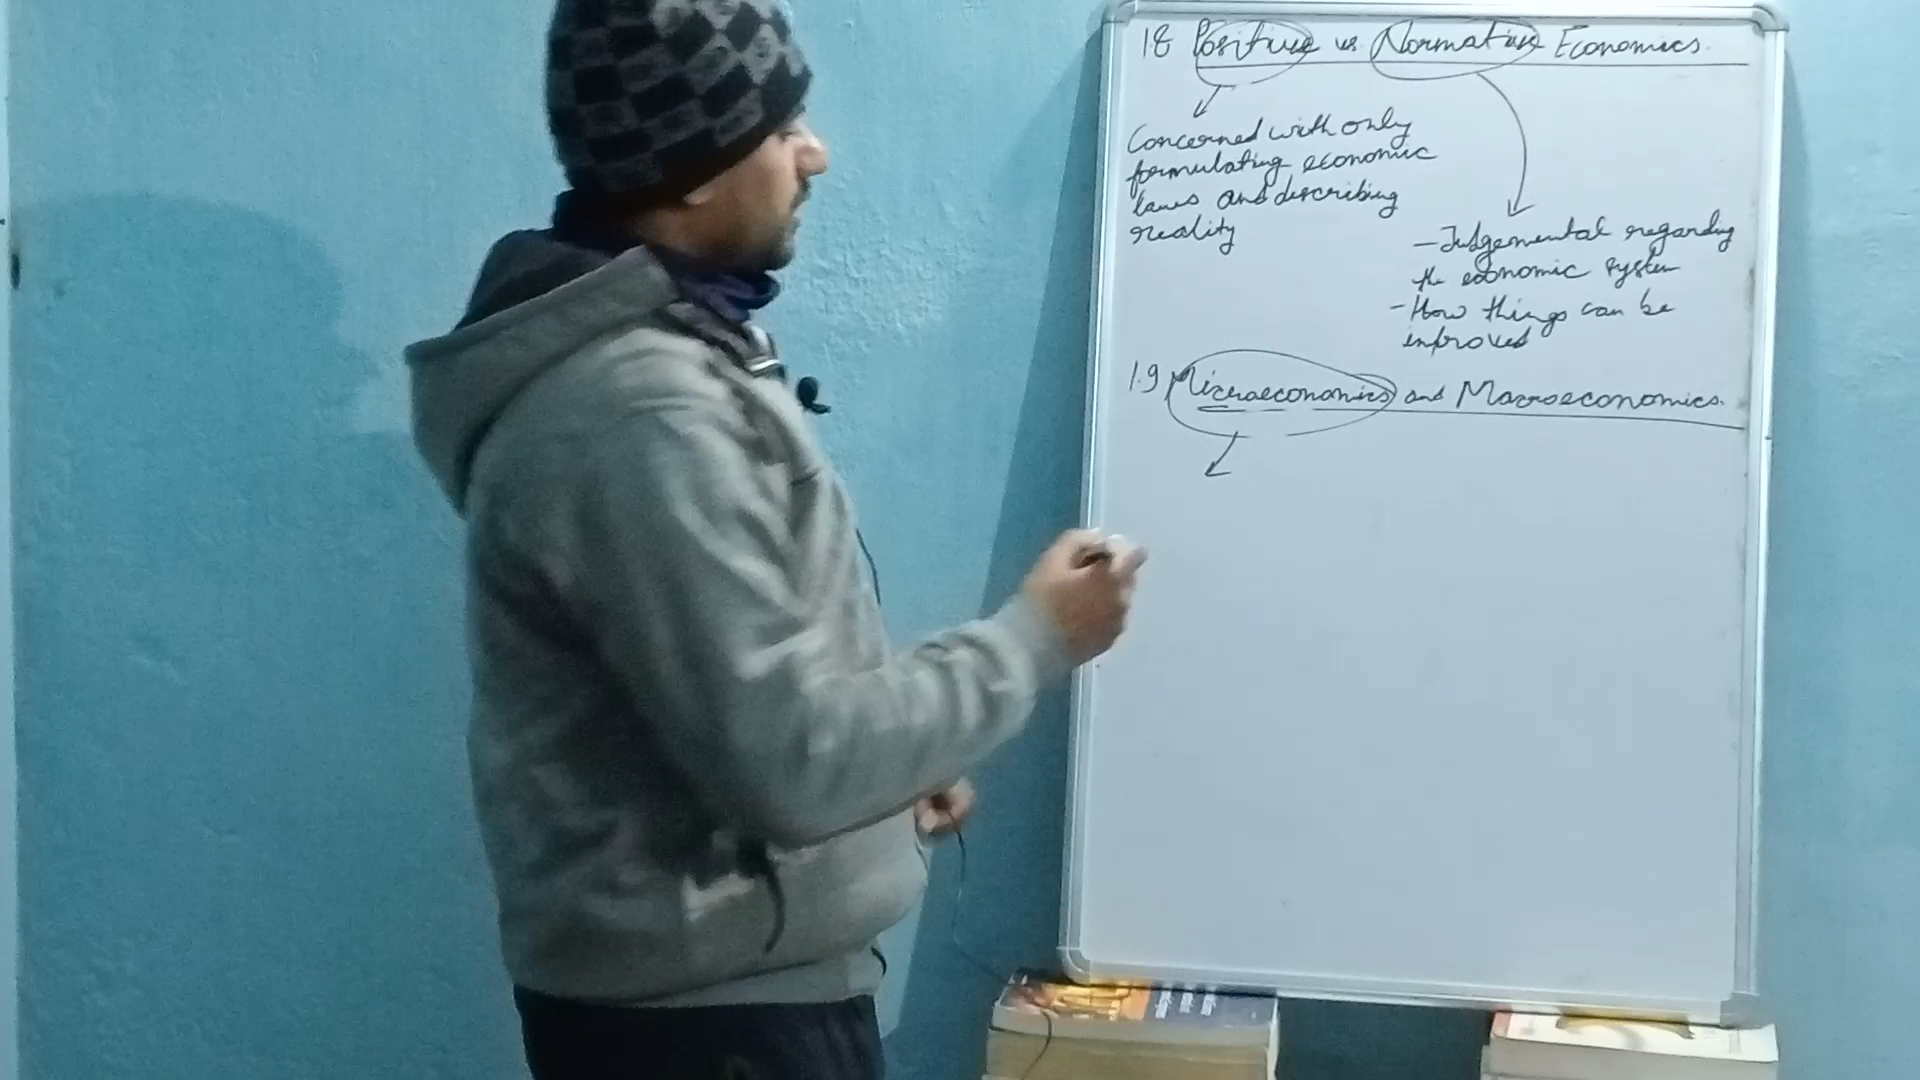 1.8 Positive vs Normative Economics.
Concerned with only
formulating economic
laws and describing
reality
- Judgemental regarding
the economic system
- How things can be
improved
1.9 Microeconomics and Macroeconomics.